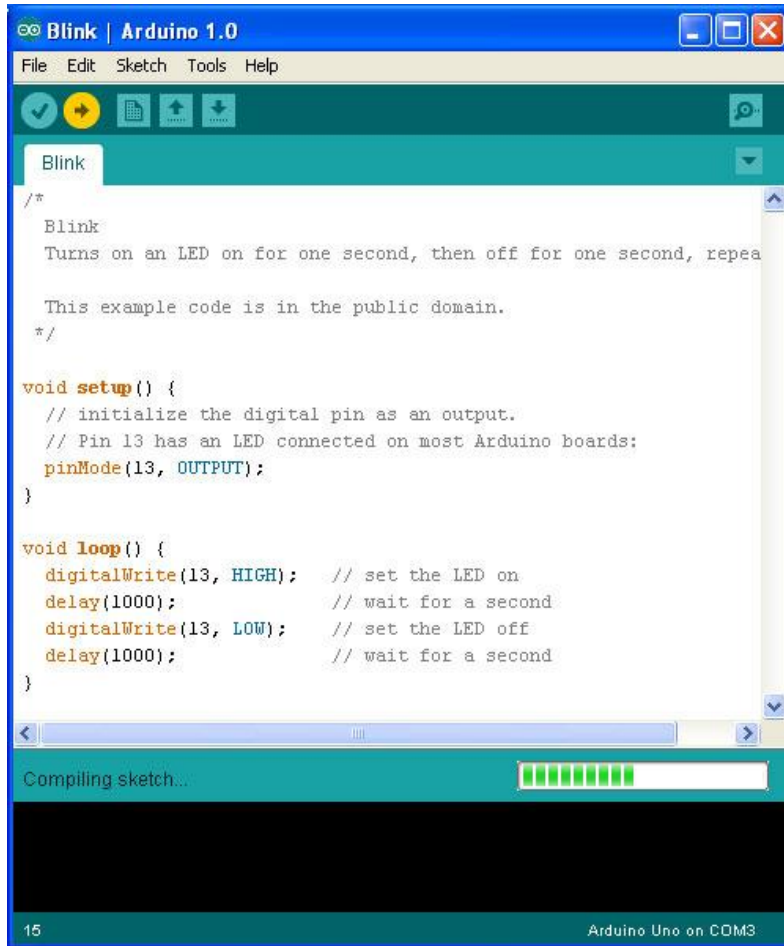 Blink | Arduino 1.0
File Edit Sketch Tools Help
Blink
/*
  Blink
  Turns on an LED on for one second, then off for one second, repea

  This example code is in the public domain.
 */

void setup() {
  // initialize the digital pin as an output.
  // Pin 13 has an LED connected on most Arduino boards:
  pinMode(13, OUTPUT);
}

void loop() {
  digitalWrite(13, HIGH);   // set the LED on
  delay(1000);              // wait for a second
  digitalWrite(13, LOW);    // set the LED off
  delay(1000);              // wait for a second
}
Compiling sketch...
15
Arduino Uno on COM3